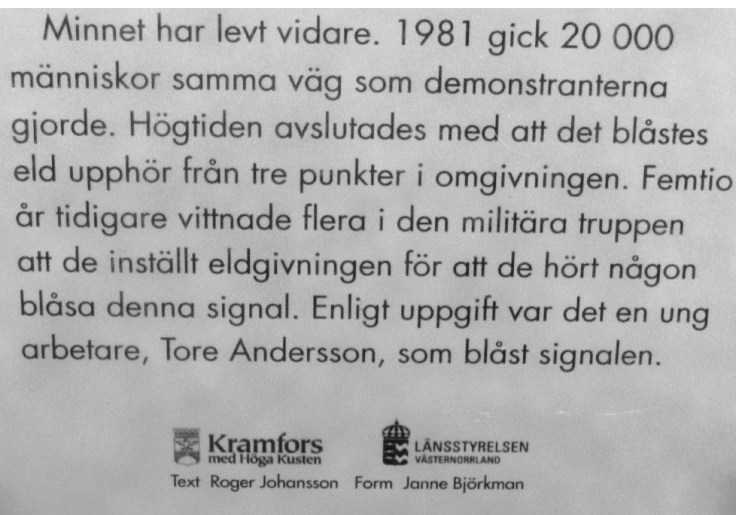 Minnet har levt vidare. 1981 gick 20 000
människor samma väg som demonstranterna
gjorde. Högtiden avslutades med att det blåstes
eld upphör från tre punkter i omgivningen. Femtio
år tidigare vittnade flera i den militära truppen
att de inställt eldgivningen för att de hört någon
blåsa denna signal. Enligt uppgift var det en ung
arbetare, Tore Andersson, som blåst signalen.
Kramfors
med Höga Kusten
LÄNSSTYRELSEN
VÄSTERNORRLAND
Text Roger Johansson Form Janne Björkman